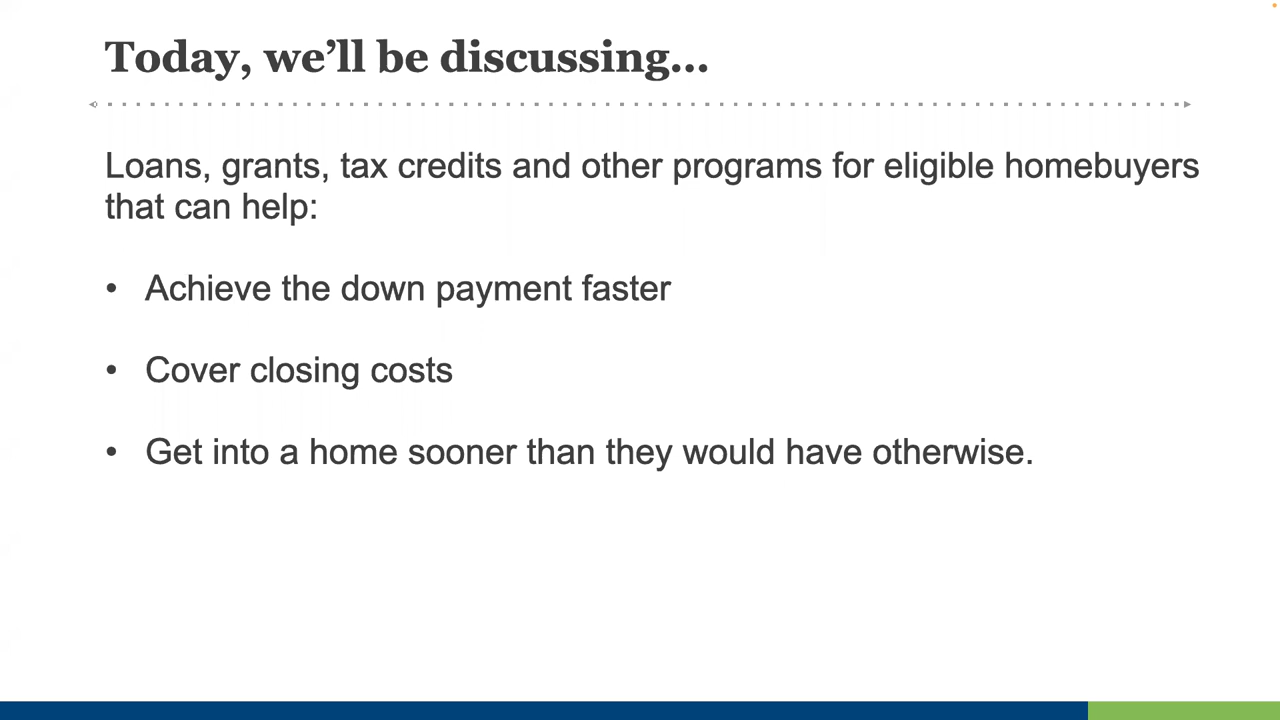 Today, we’ll be discussing...
Loans, grants, tax credits and other programs for eligible homebuyers
that can help:
• Achieve the down payment faster
• Cover closing costs
• Get into a home sooner than they would have otherwise.